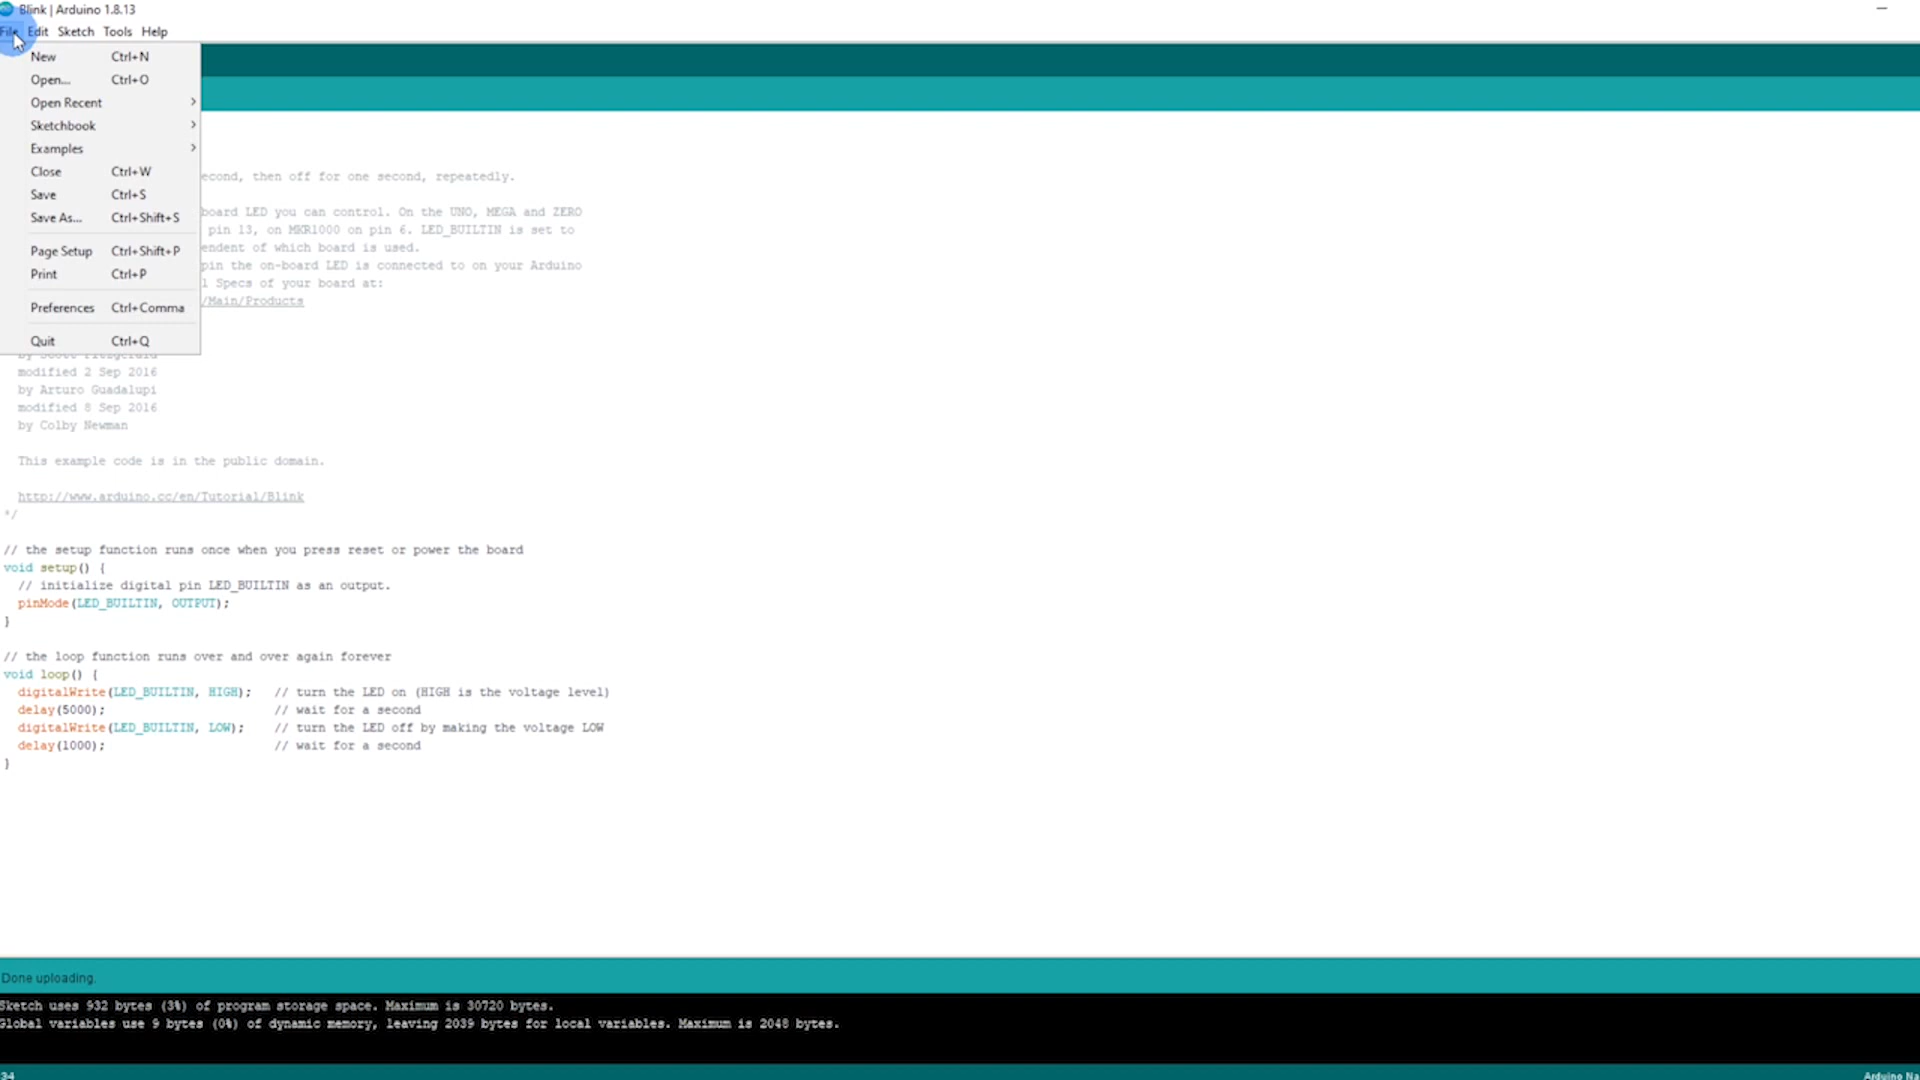 Blink | Arduino 1.8.13
File Edit Sketch Tools Help
New Ctrl+N
Open... Ctrl+O
Open Recent >
Sketchbook >
Examples >
Close Ctrl+W
Save Ctrl+S
Save As... Ctrl+Shift+S
Page Setup Ctrl+Shift+P
Print Ctrl+P
Preferences Ctrl+Comma
Quit Ctrl+Q
econd, then off for one second, repeatedly.
board LED you can control. On the UNO, MEGA and ZERO
pin 13, on MKR1000 on pin 6. LED_BUILTIN is set to
endent of which board is used.
pin the on-board LED is connected to on your Arduino
l Specs of your board at:
/Main/Products
by Scott Fitzgerald
modified 2 Sep 2016
by Arturo Guadalupi
modified 8 Sep 2016
by Colby Newman
This example code is in the public domain.
http://www.arduino.cc/en/Tutorial/Blink
*/
// the setup function runs once when you press reset or power the board
void setup() {
// initialize digital pin LED_BUILTIN as an output.
pinMode(LED_BUILTIN, OUTPUT);
}
// the loop function runs over and over again forever
void loop() {
digitalWrite(LED_BUILTIN, HIGH); // turn the LED on (HIGH is the voltage level)
delay(5000); // wait for a second
digitalWrite(LED_BUILTIN, LOW); // turn the LED off by making the voltage LOW
delay(1000); // wait for a second
}
Done uploading.
Sketch uses 932 bytes (3%) of program storage space. Maximum is 30720 bytes.
Global variables use 9 bytes (0%) of dynamic memory, leaving 2039 bytes for local variables. Maximum is 2048 bytes.
34 Arduino Na